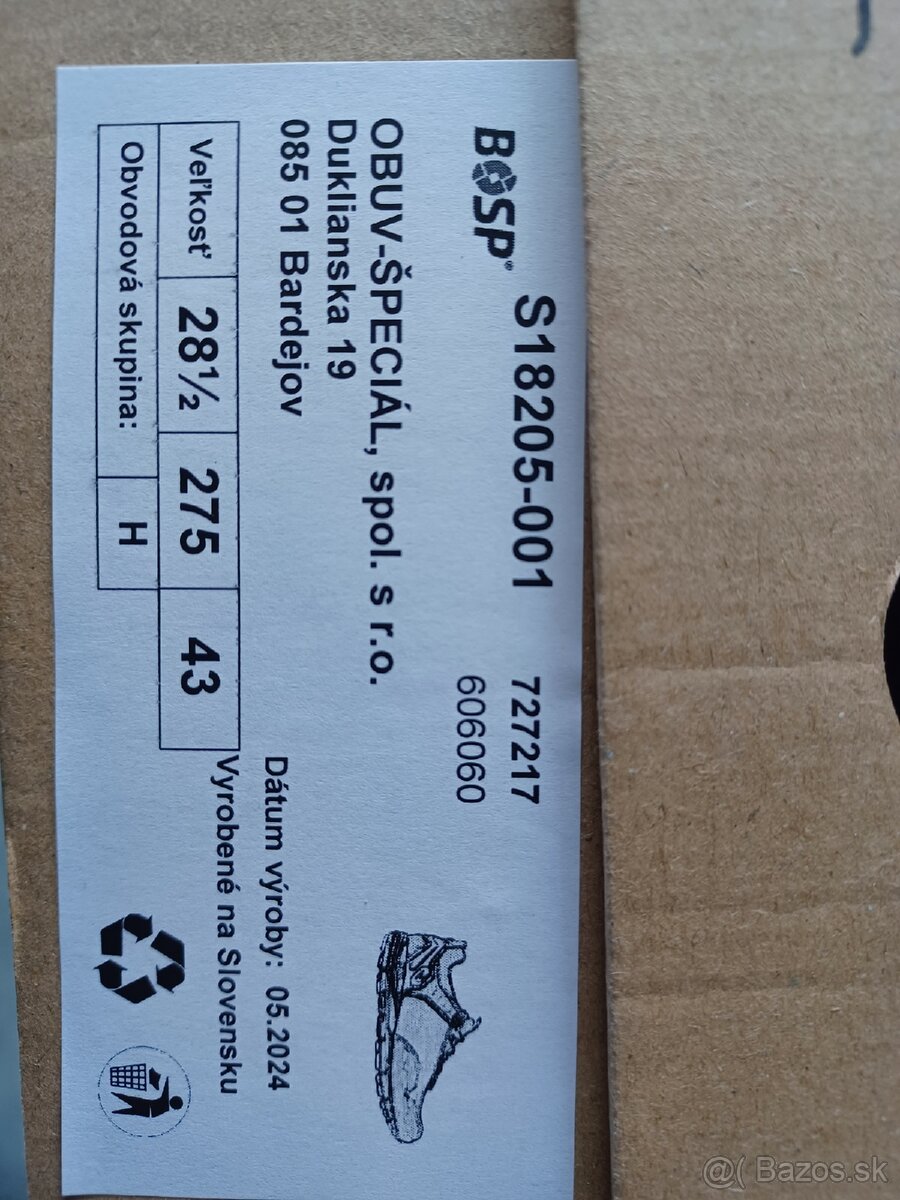 BOSP®
S18205-001 727217
606060
OBUV-ŠPECIÁL, spol. s r.o.
Duklianska 19
085 01 Bardejov
Dátum výroby: 05.2024
Vyrobené na Slovensku
Veľkosť 28½ 275 43
Obvodová skupina: H
@( Bazos.sk